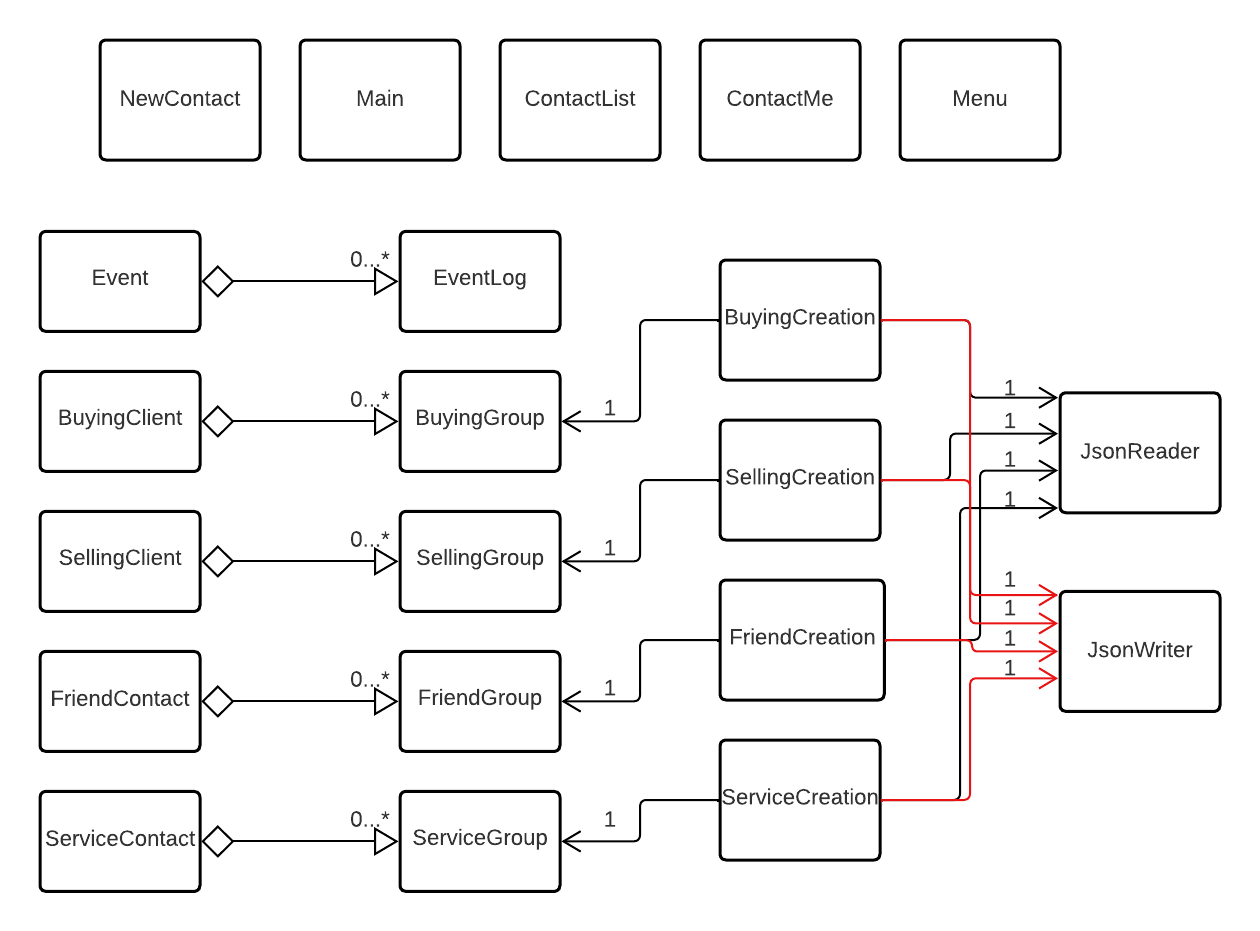 NewContact
Main
ContactList
ContactMe
Menu
Event
0...*
EventLog
BuyingClient
0...*
BuyingGroup
1
SellingClient
0...*
SellingGroup
1
FriendContact
0...*
FriendGroup
1
ServiceContact
0...*
ServiceGroup
1
BuyingCreation
SellingCreation
FriendCreation
ServiceCreation
1
1
1
1
JsonReader
1
1
1
1
JsonWriter